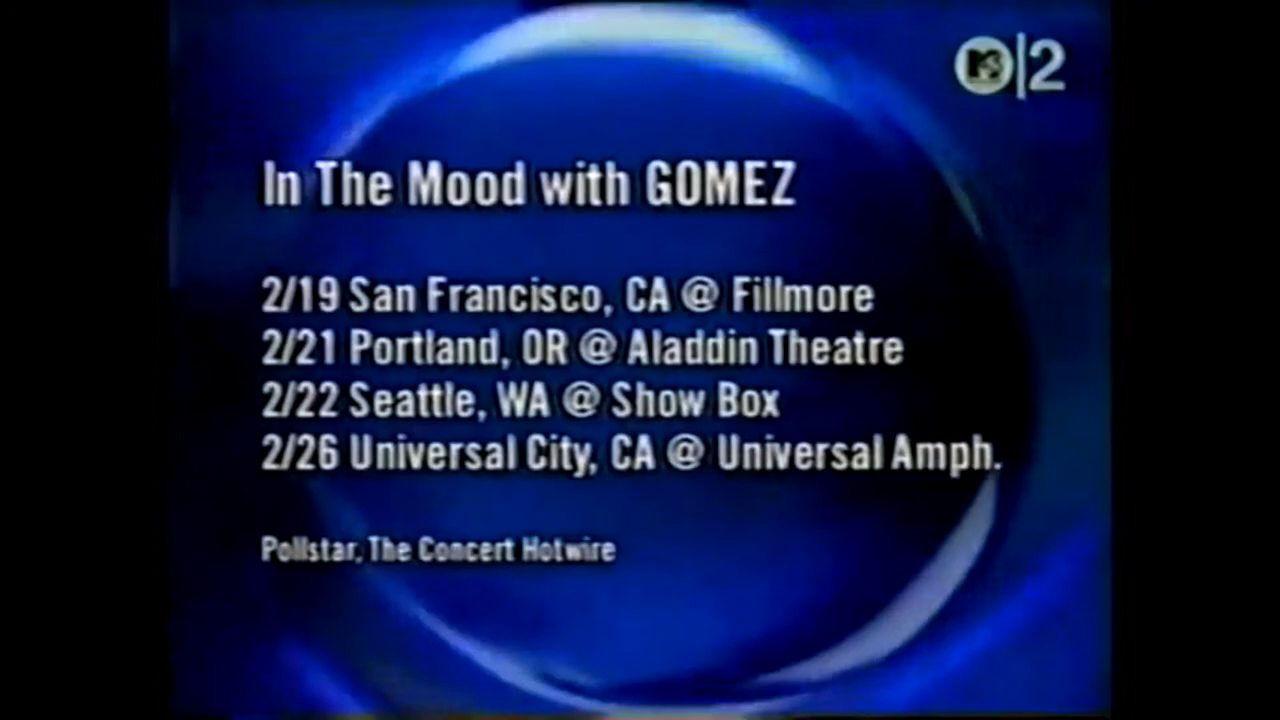 MTV|2
In The Mood with GOMEZ
2/19 San Francisco, CA @ Fillmore
2/21 Portland, OR @ Aladdin Theatre
2/22 Seattle, WA @ Show Box
2/26 Universal City, CA @ Universal Amph.
Pollstar, The Concert Hotwire